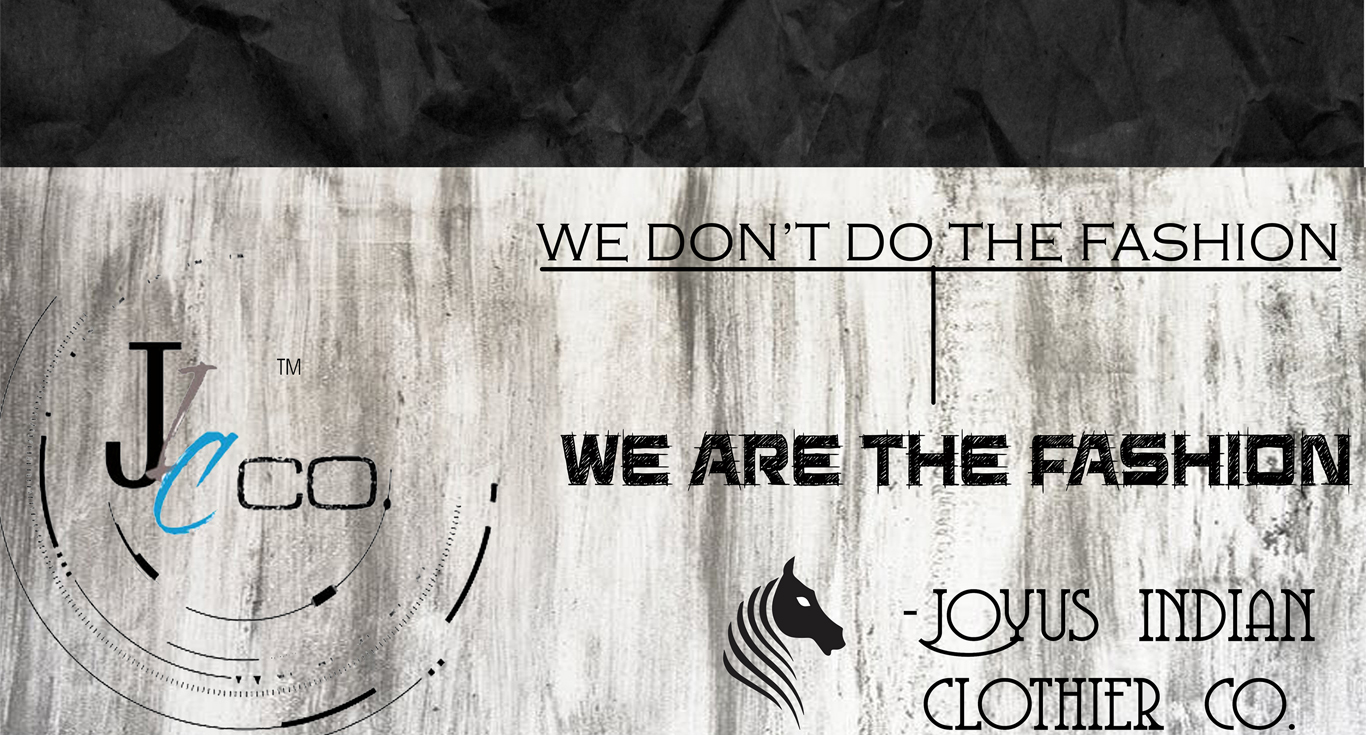 WE DON'T DO THE FASHION
JIC CO. TM
WE ARE THE FASHION
-JOYUS INDIAN
CLOTHIER CO.